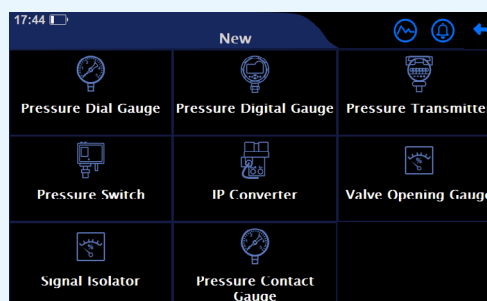 17:44
New
Pressure Dial Gauge
Pressure Digital Gauge
Pressure Transmitte
Pressure Switch
IP Converter
Valve Opening Gauge
Signal Isolator
Pressure Contact
Gauge